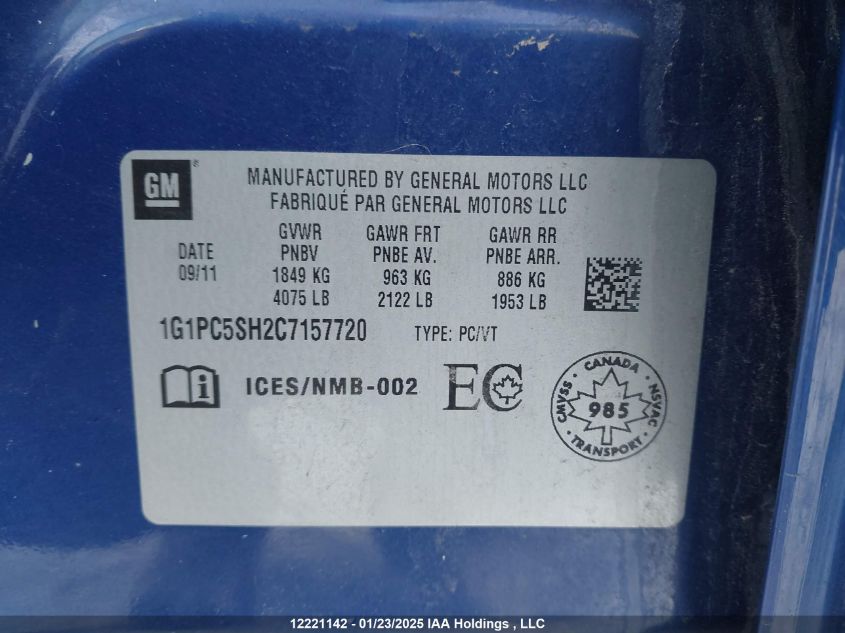 GM
MANUFACTURED BY GENERAL MOTORS LLC
FABRIQUÉ PAR GENERAL MOTORS LLC
DATE
09/11
GVWR
PNBV
1849 KG
4075 LB
GAWR FRT
PNBE AV.
963 KG
2122 LB
GAWR RR
PNBE ARR.
886 KG
1953 LB
1G1PC5SH2C7157720 TYPE: PC/VT
i ICES/NMB-002 EC
CANADA
CMVSS 985 NSVAC
TRANSPORT
12221142 - 01/23/2025 IAA Holdings , LLC